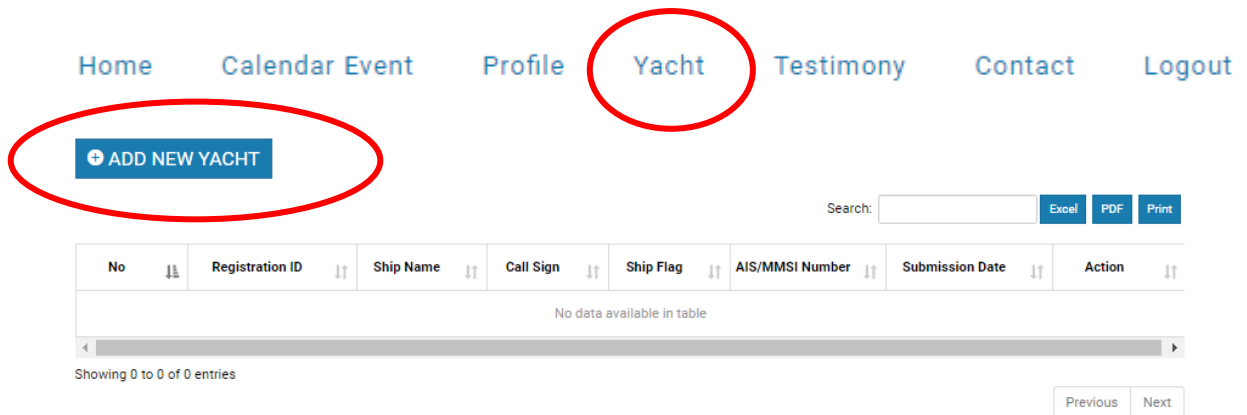 Home Calendar Event Profile Yacht Testimony Contact Logout
ADD NEW YACHT
Search: Excel PDF Print
No Registration ID Ship Name Call Sign Ship Flag AIS/MMSI Number Submission Date Action
No data available in table
Showing 0 to 0 of 0 entries
Previous Next